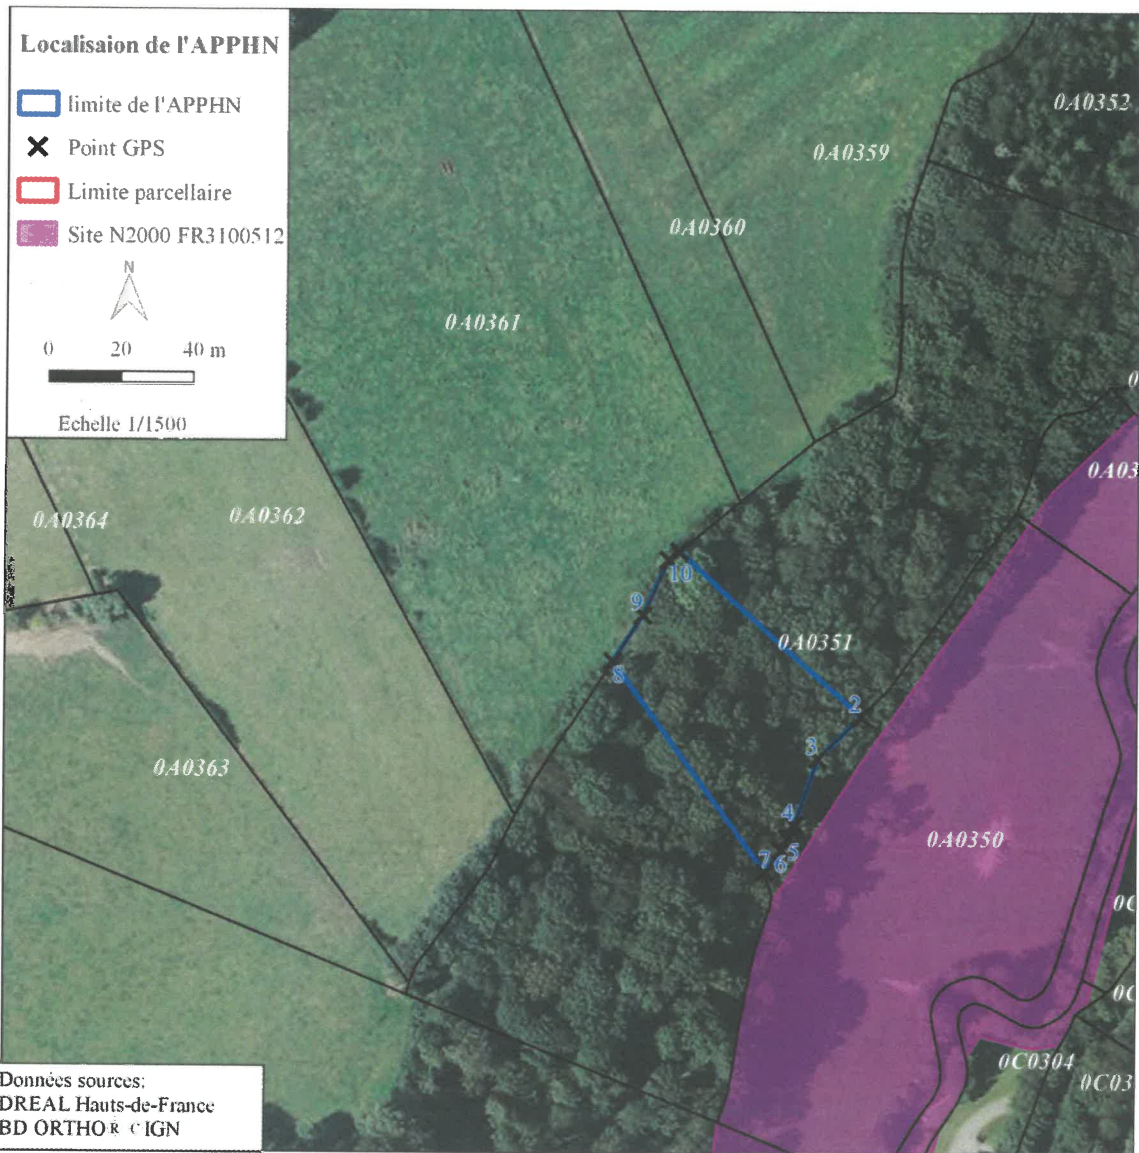 Localisaion de l'APPHN
limite de l'APPHN
Point GPS
Limite parcellaire
Site N2000 FR3100512
N
0 20 40 m
Echelle 1/1500
0A0352
0A0359
0A0360
0A0361
0A03
0A0362
0A0364
10
9
0A0351
8
2
3
0A0363
4
0A0350
5
7
6
0C
0C
0C0304
0C03
Données sources:
DREAL Hauts-de-France
BD ORTHO R C IGN